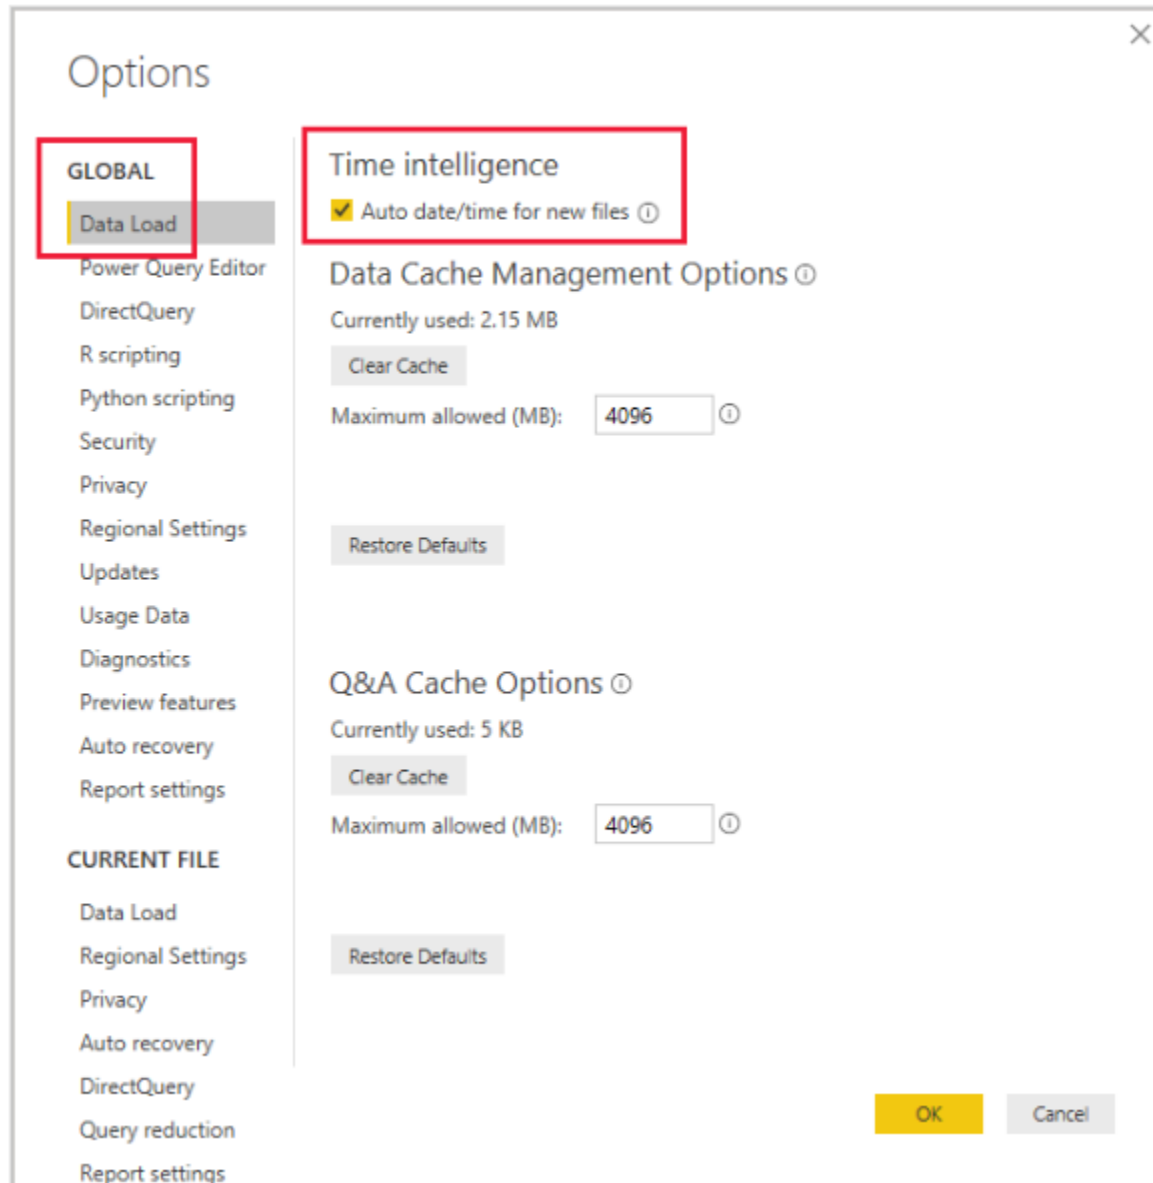 Options
GLOBAL
Data Load
Power Query Editor
DirectQuery
R scripting
Python scripting
Security
Privacy
Regional Settings
Updates
Usage Data
Diagnostics
Preview features
Auto recovery
Report settings
CURRENT FILE
Data Load
Regional Settings
Privacy
Auto recovery
DirectQuery
Query reduction
Report settings
Time intelligence
Auto date/time for new files
Data Cache Management Options
Currently used: 2.15 MB
Clear Cache
Maximum allowed (MB): 4096
Restore Defaults
Q&A Cache Options
Currently used: 5 KB
Clear Cache
Maximum allowed (MB): 4096
Restore Defaults
OK Cancel